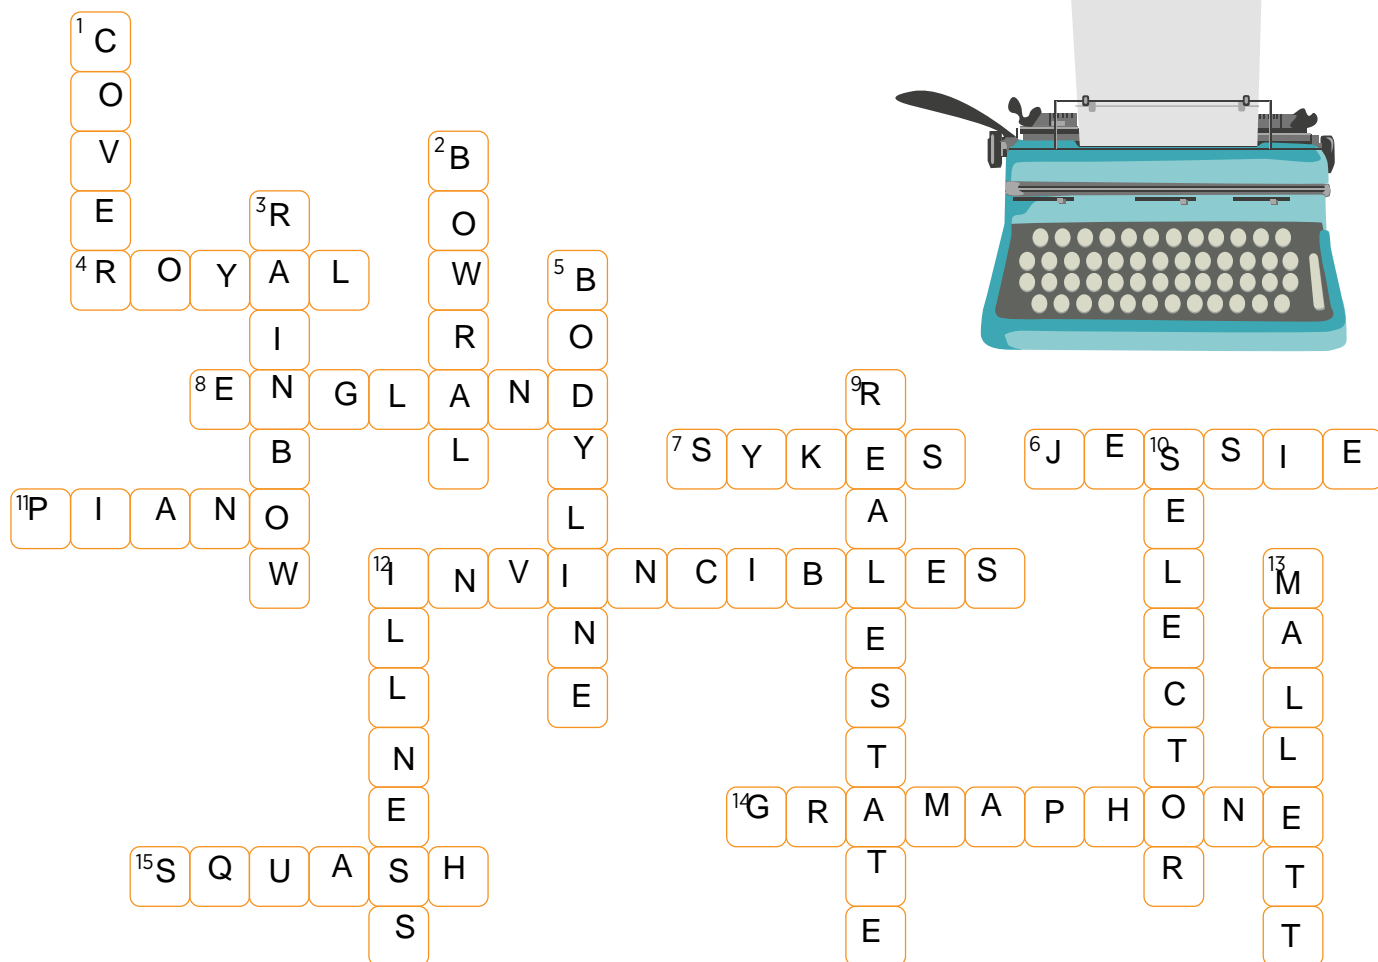 1 C
O
V 2 B
E 3 R O
4 R O Y A L W 5 B
I R O
8 E N G L A N D 9 R
B L Y 7 S Y K E S 6 J E 10 S S I E
11 P I A N O L A E
W 12 I N V I N C I B L E S L 13 M
L N E E A
L E S C L
N T T L
E 14 G R A M A P H O N E
15 S Q U A S H T R T
S E T